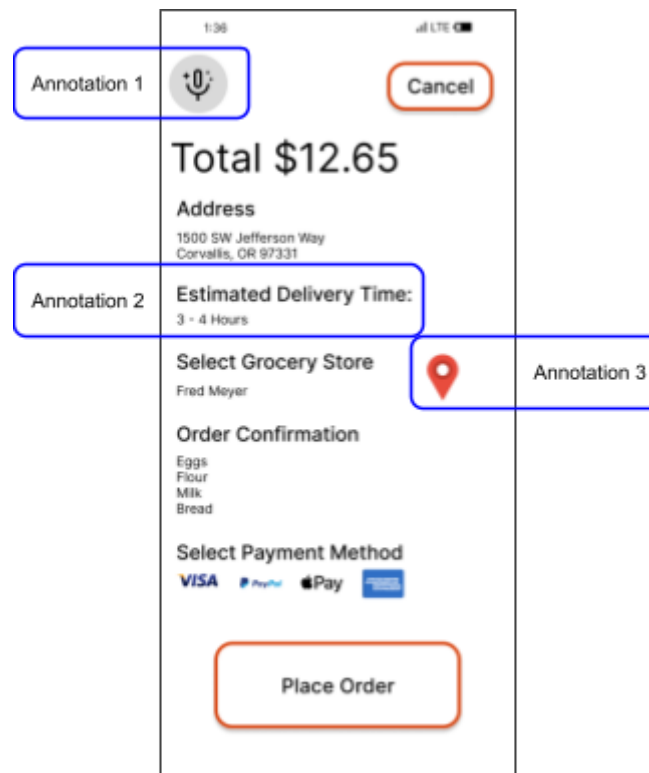 1:36
LTE
Annotation 1
Cancel
Total $12.65
Address
1500 SW Jefferson Way
Corvallis, OR 97331
Annotation 2
Estimated Delivery Time:
3 - 4 Hours
Select Grocery Store
Annotation 3
Fred Meyer
Order Confirmation
Eggs
Flour
Milk
Bread
Select Payment Method
VISA PayPal Pay
Place Order